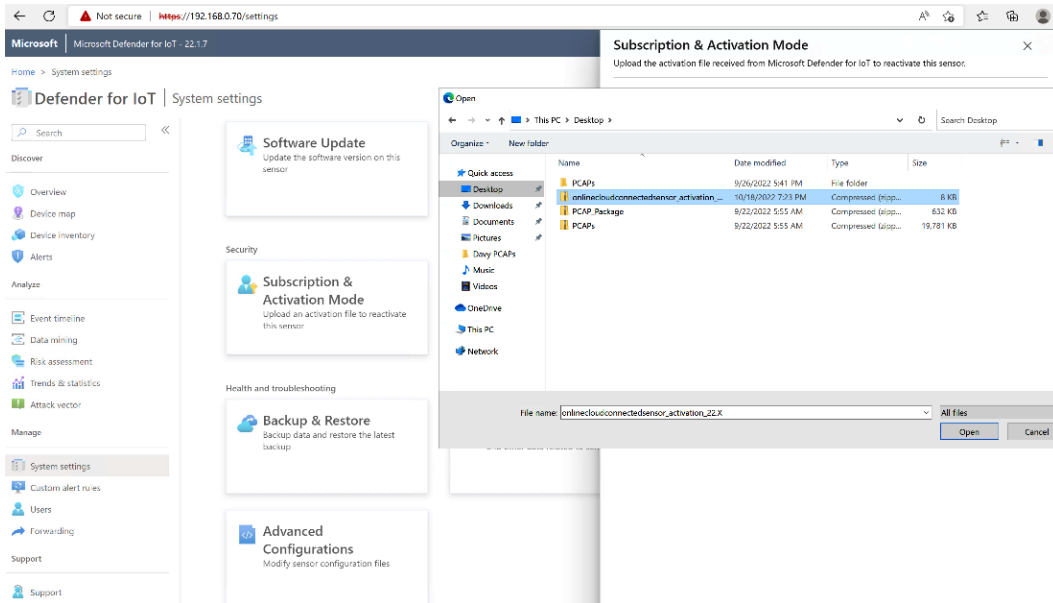 Not secure | https://192.168.0.70/settings
Microsoft | Microsoft Defender for IoT - 22.1.7
Home > System settings
Defender for IoT | System settings
Search
Discover
Overview
Device map
Device inventory
Alerts
Analyze
Event timeline
Data mining
Risk assessment
Trends & statistics
Attack vector
Manage
System settings
Custom alert rules
Users
Forwarding
Support
Support
Software Update
Update the software version on this
sensor
Security
Subscription &
Activation Mode
Upload an activation file to reactivate
this sensor
Health and troubleshooting
Backup & Restore
Backup data and restore the latest
backup
Advanced
Configurations
Modify sensor configuration files
Subscription & Activation Mode
Upload the activation file received from Microsoft Defender for IoT to reactivate this sensor.
Open
This PC > Desktop >
Search Desktop
Organize
New folder
Quick access
Desktop
Downloads
Documents
Pictures
Davy PCAPs
Music
Videos
OneDrive
This PC
Network
Name Date modified Type Size
PCAPs 9/26/2022 5:41 PM File folder
onlinecloudconnectedsensor_activation_... 10/18/2022 7:23 PM Compressed (zipp... 8 KB
PCAP_Package 9/22/2022 5:55 AM Compressed (zipp... 632 KB
PCAPs 9/22/2022 5:55 AM Compressed (zipp... 19,781 KB
File name: onlinecloudconnectedsensor_activation_22.X
All files
Open
Cancel